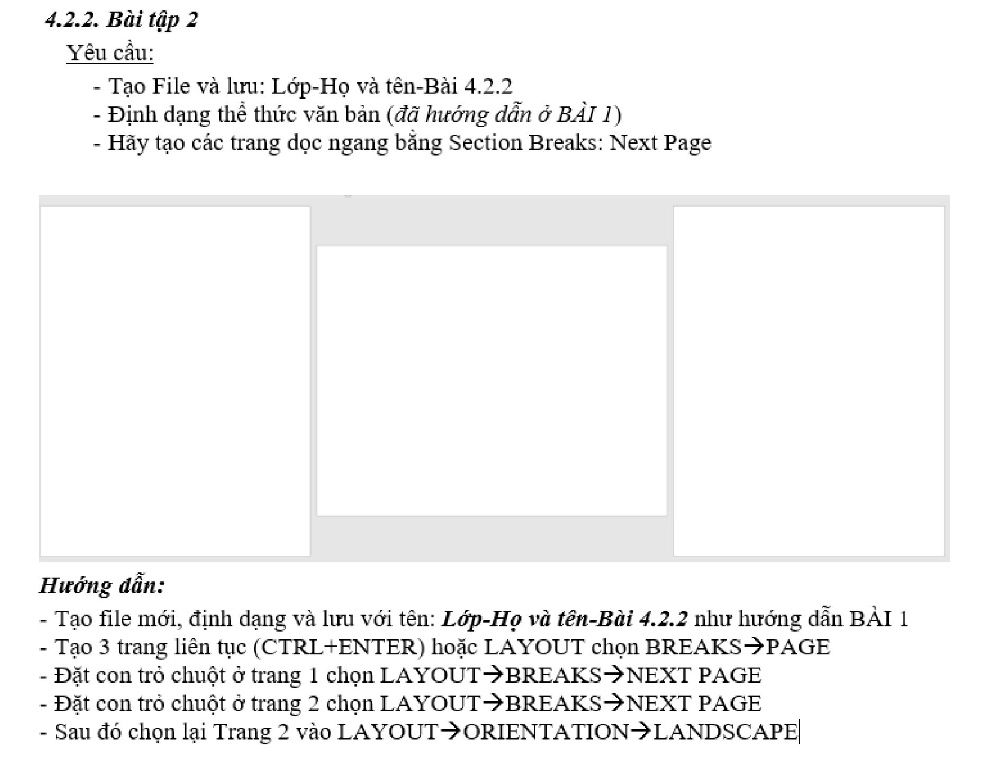 4.2.2. Bài tập 2
Yêu cầu:
- Tạo File và lưu: Lớp-Họ và tên-Bài 4.2.2
- Định dạng thể thức văn bản (đã hướng dẫn ở BÀI 1)
- Hãy tạo các trang dọc ngang bằng Section Breaks: Next Page
Hướng dẫn:
- Tạo file mới, định dạng và lưu với tên: Lớp-Họ và tên-Bài 4.2.2 như hướng dẫn BÀI 1
- Tạo 3 trang liên tục (CTRL+ENTER) hoặc LAYOUT chọn BREAKS→PAGE
- Đặt con trỏ chuột ở trang 1 chọn LAYOUT→BREAKS→NEXT PAGE
- Đặt con trỏ chuột ở trang 2 chọn LAYOUT→BREAKS→NEXT PAGE
- Sau đó chọn lại Trang 2 vào LAYOUT→ORIENTATION→LANDSCAPE